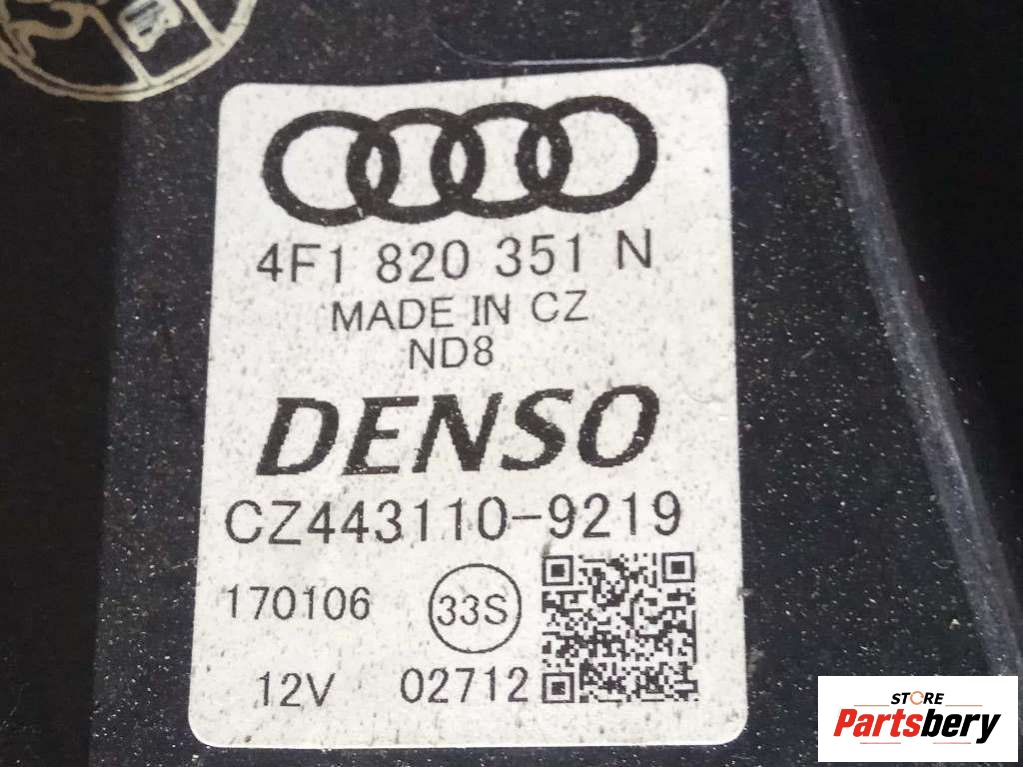 4F1 820 351 N
MADE IN CZ
ND8
DENSO
CZ443110-9219
170106 33S
12V 02712
STORE
Partsbery